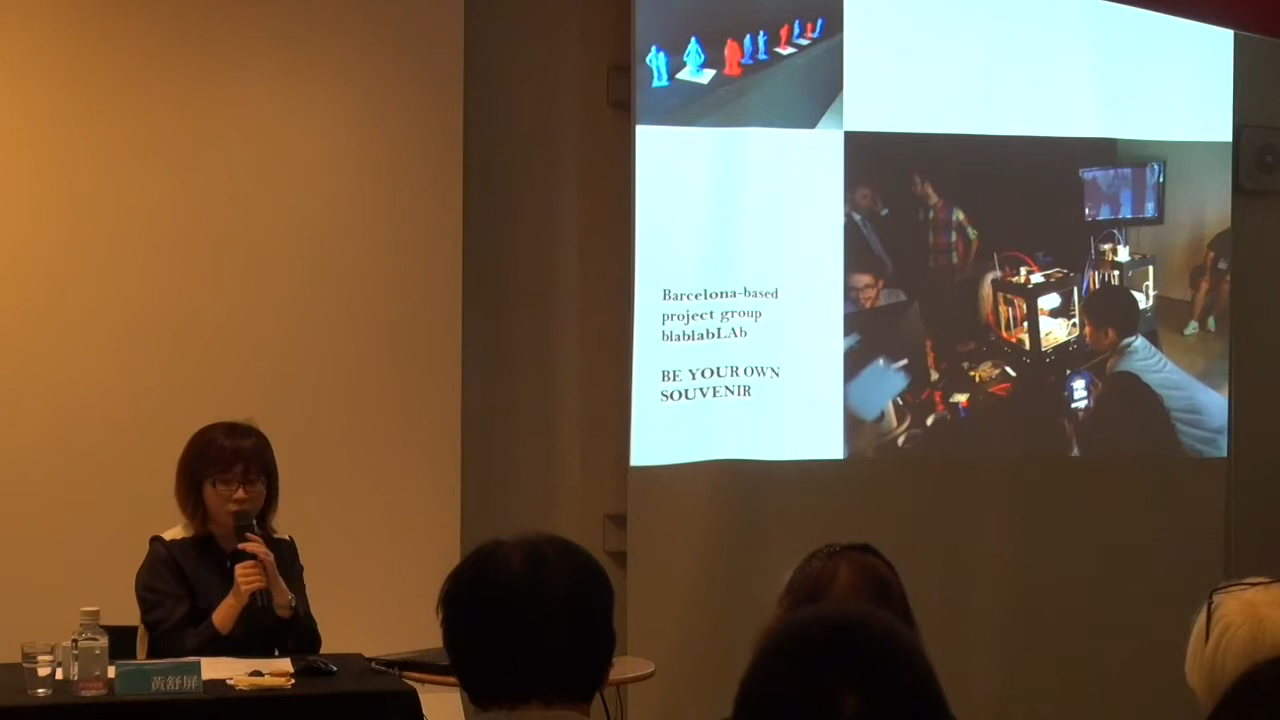 Barcelona-based
project group
blablabLAb
BE YOUR OWN
SOUVENIR
黃舒屏